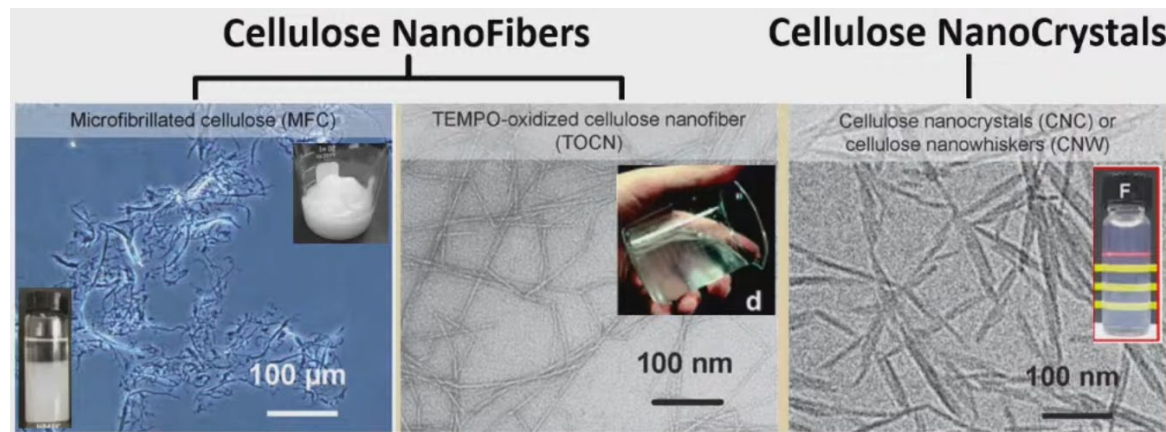 Cellulose NanoFibers
Cellulose NanoCrystals
Microfibrillated cellulose (MFC)
100 µm
TEMPO-oxidized cellulose nanofiber
(TOCN)
d
100 nm
Cellulose nanocrystals (CNC) or
cellulose nanowhiskers (CNW)
F
100 nm